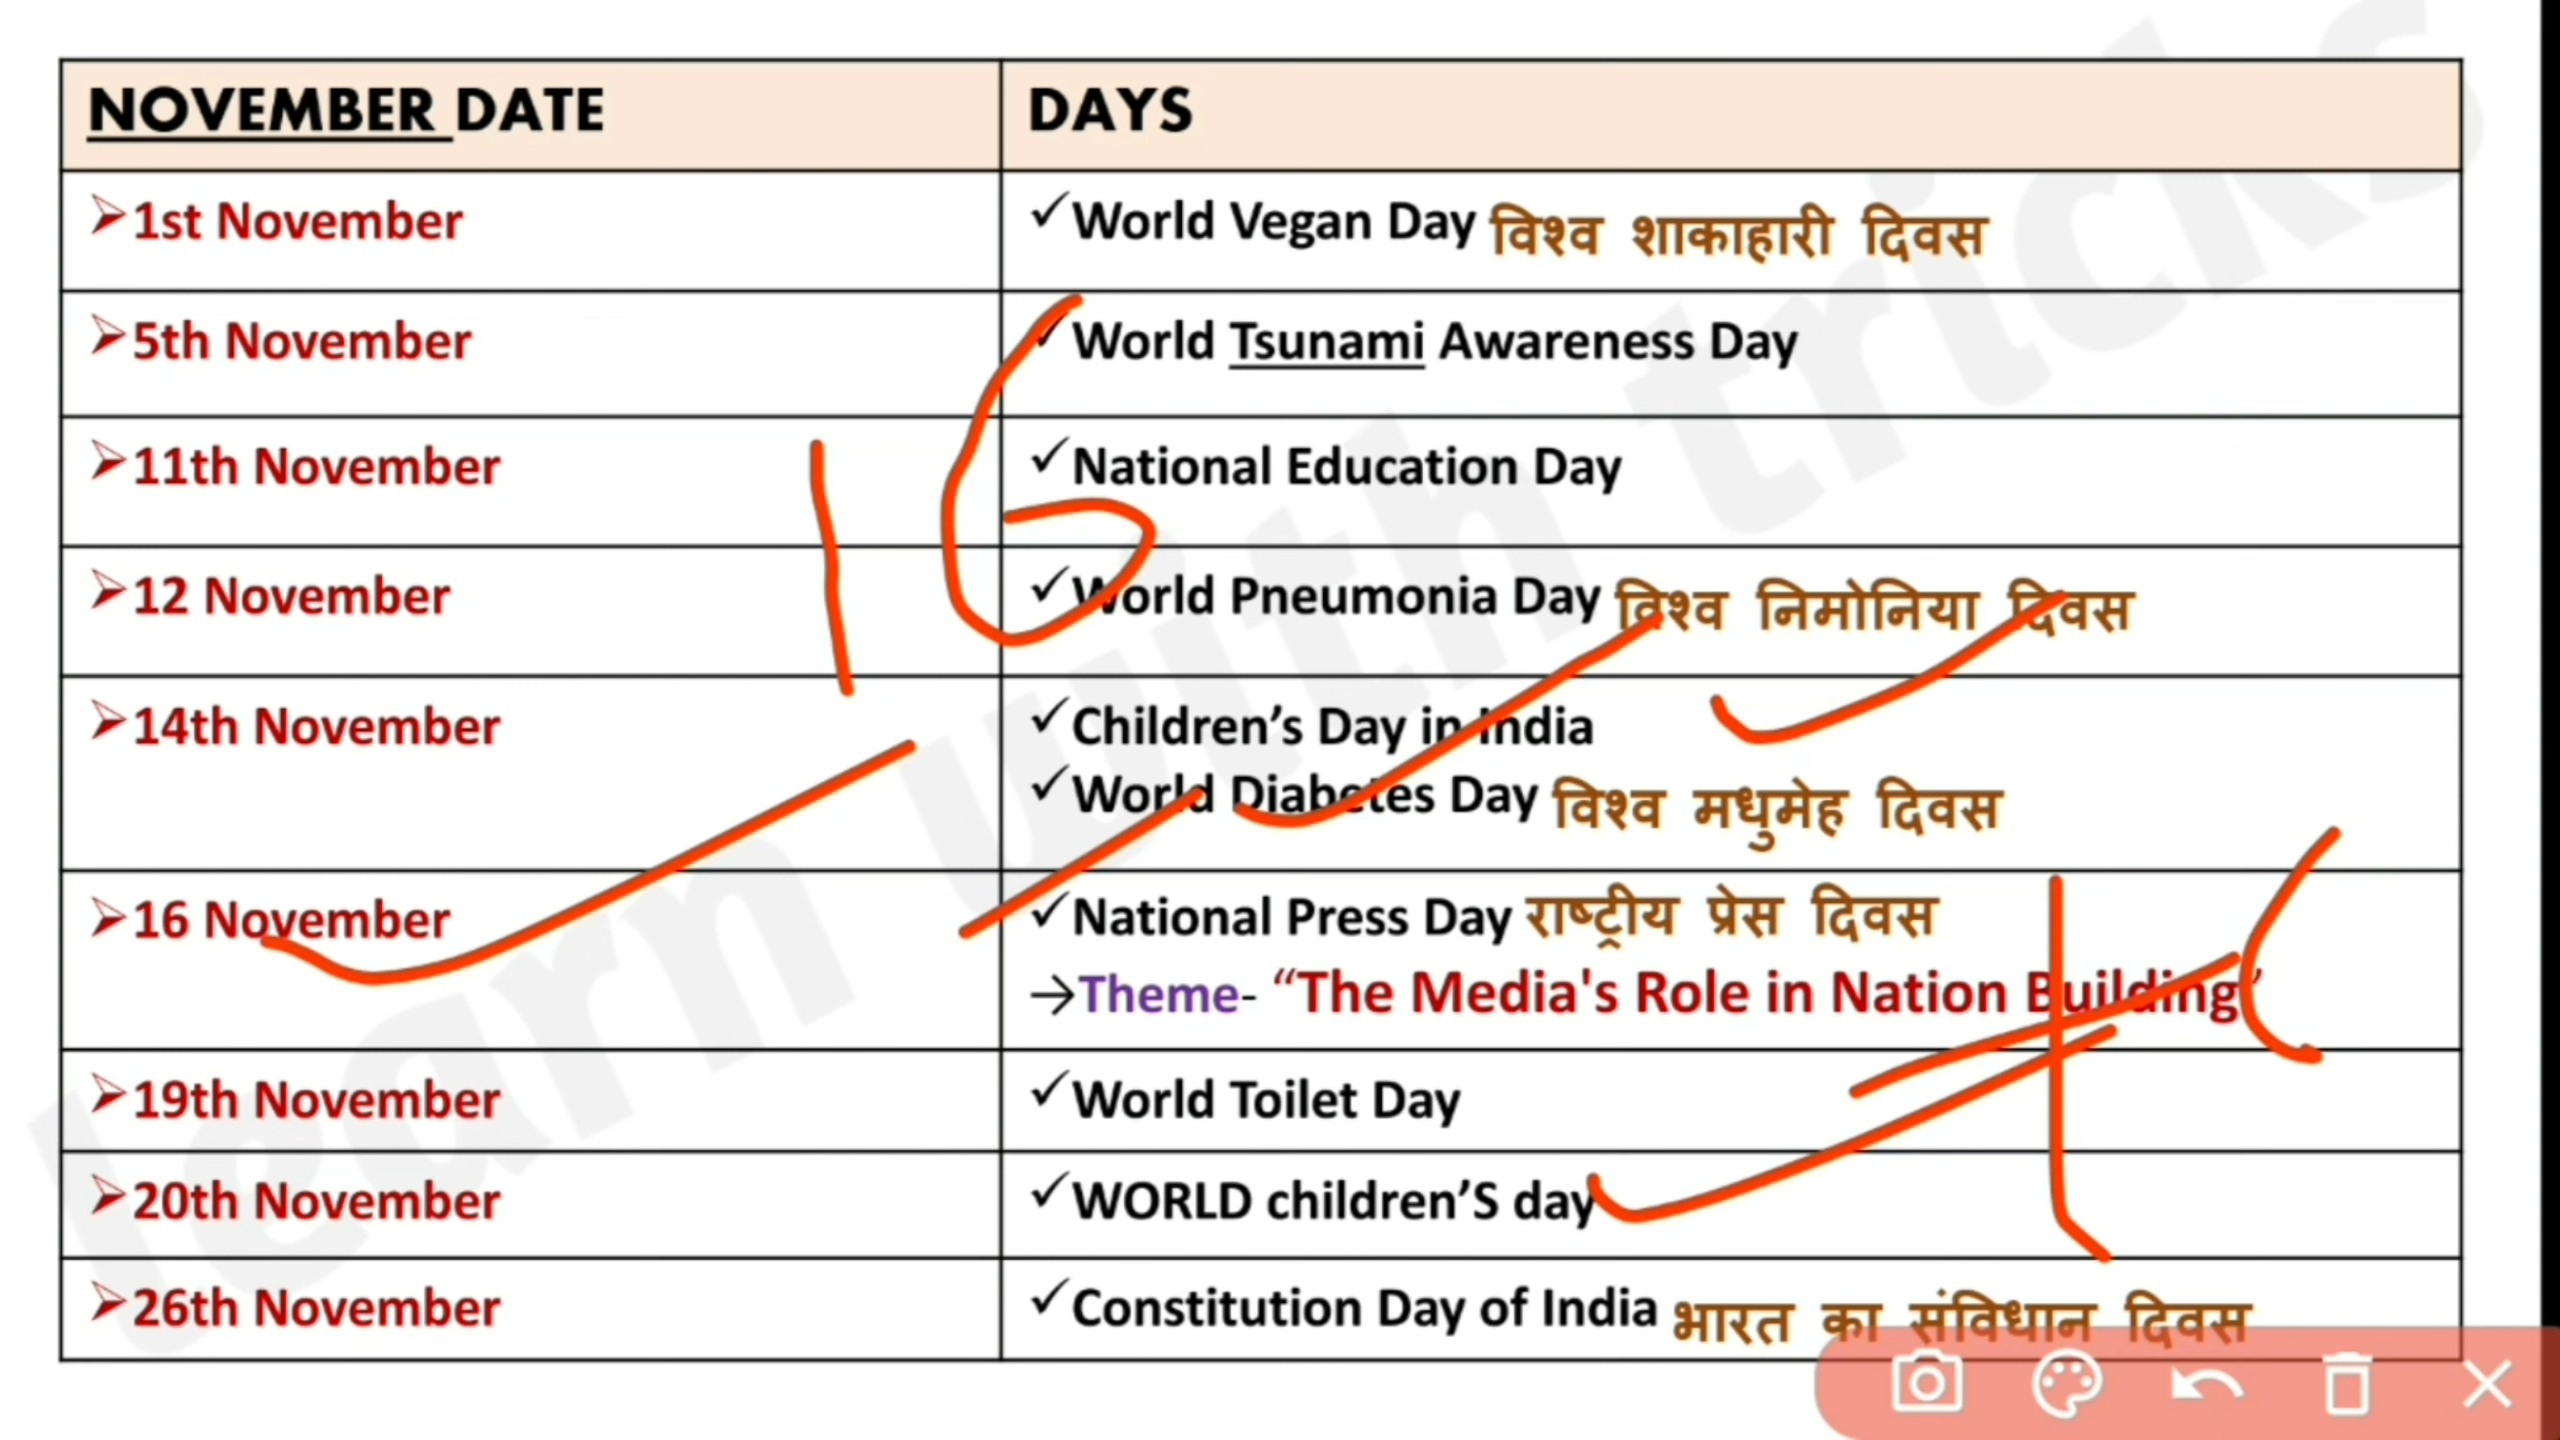 NOVEMBER DATE DAYS
1st November ✓World Vegan Day विश्व शाकाहारी दिवस
5th November ✓World Tsunami Awareness Day
11th November ✓National Education Day
12 November ✓World Pneumonia Day विश्व निमोनिया दिवस
14th November ✓Children’s Day in India
✓World Diabetes Day विश्व मधुमेह दिवस
16 November ✓National Press Day राष्ट्रीय प्रेस दिवस
→Theme- “The Media's Role in Nation Building”
19th November ✓World Toilet Day
20th November ✓WORLD children’S day
26th November ✓Constitution Day of India भारत का संविधान दिवस
16
learn with tricks